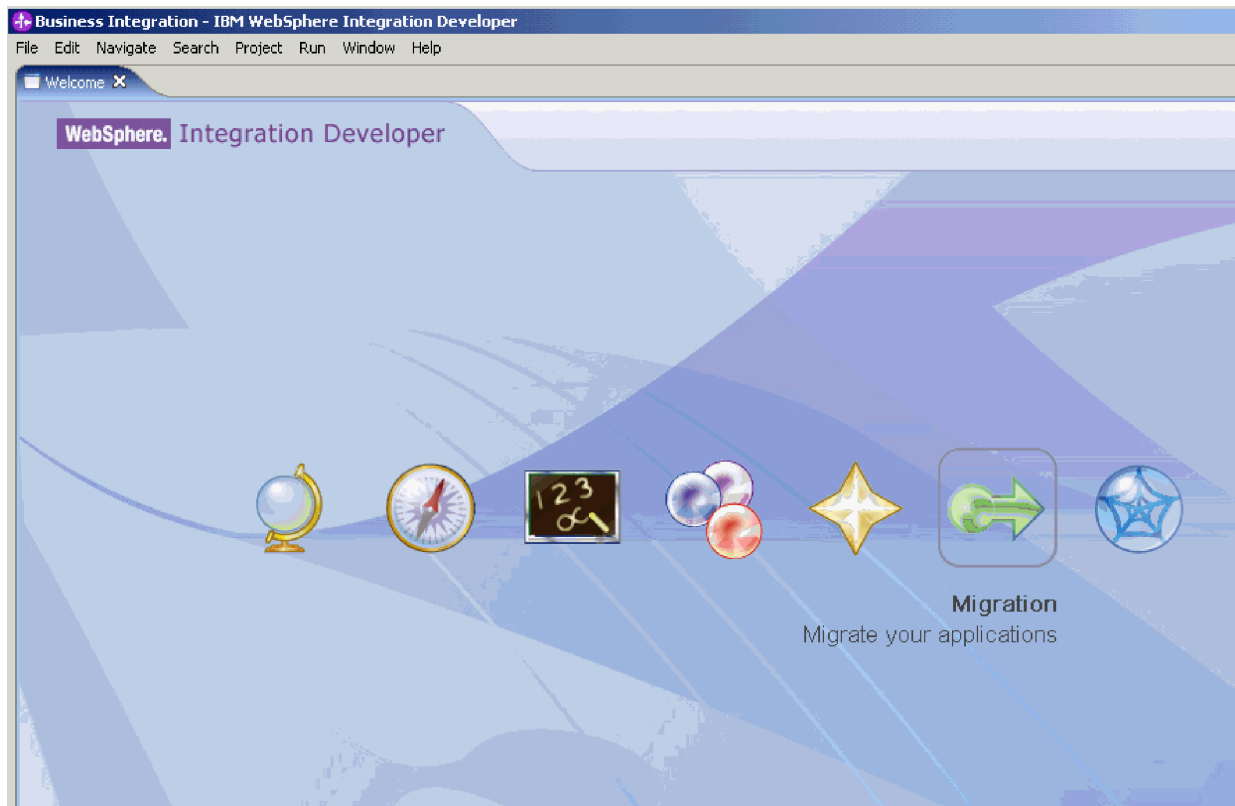 Business Integration - IBM WebSphere Integration Developer
File Edit Navigate Search Project Run Window Help
Welcome
WebSphere. Integration Developer
123
Migration
Migrate your applications